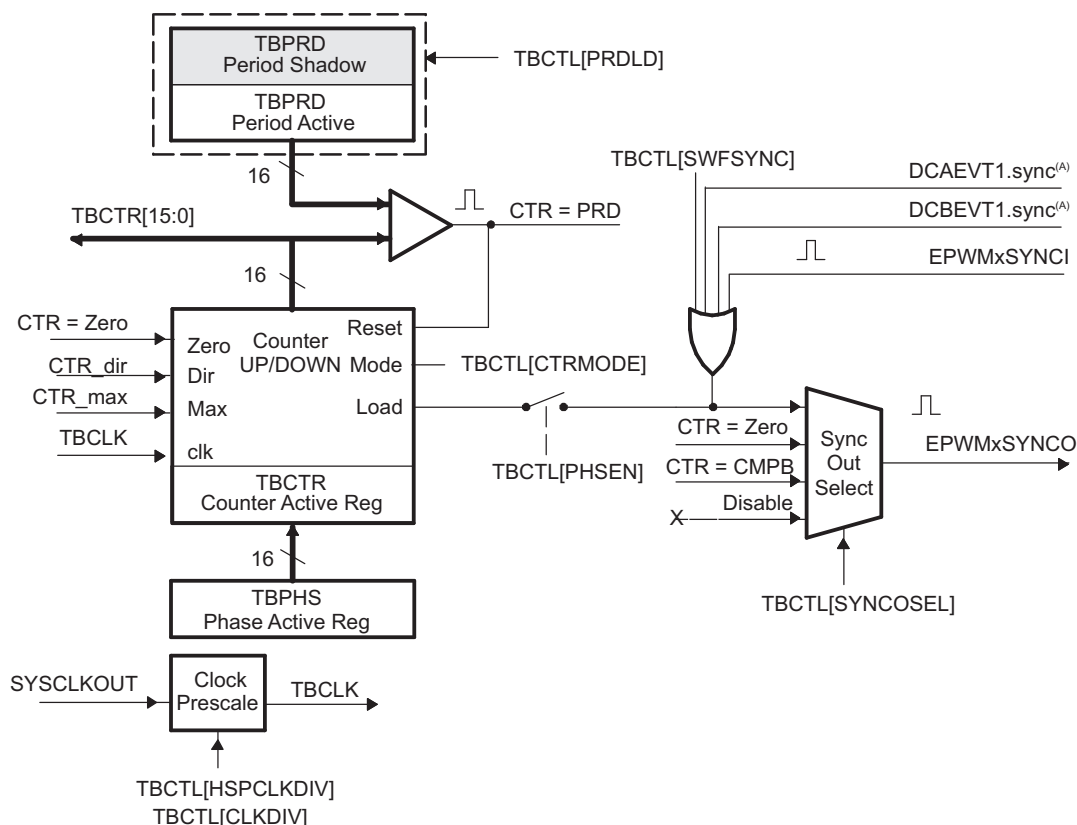 TBPRD
Period Shadow
TBPRD
Period Active
TBCTL[PRDLD]
16
TBCTR[15:0]
CTR = PRD
TBCTL[SWFSYNC]
DCAEVT1.sync(A)
DCBEVT1.sync(A)
EPWMxSYNCI
16
CTR = Zero
CTR_dir
CTR_max
TBCLK
Zero
Dir
Max
clk
Counter
UP/DOWN
Reset
Mode
Load
TBCTL[CTRMODE]
TBCTL[PHSEN]
TBCTR
Counter Active Reg
16
TBPHS
Phase Active Reg
CTR = Zero
CTR = CMPB
Disable
X
Sync
Out
Select
EPWMxSYNCO
TBCTL[SYNCOSEL]
SYSCLKOUT
Clock
Prescale
TBCLK
TBCTL[HSPCLKDIV]
TBCTL[CLKDIV]